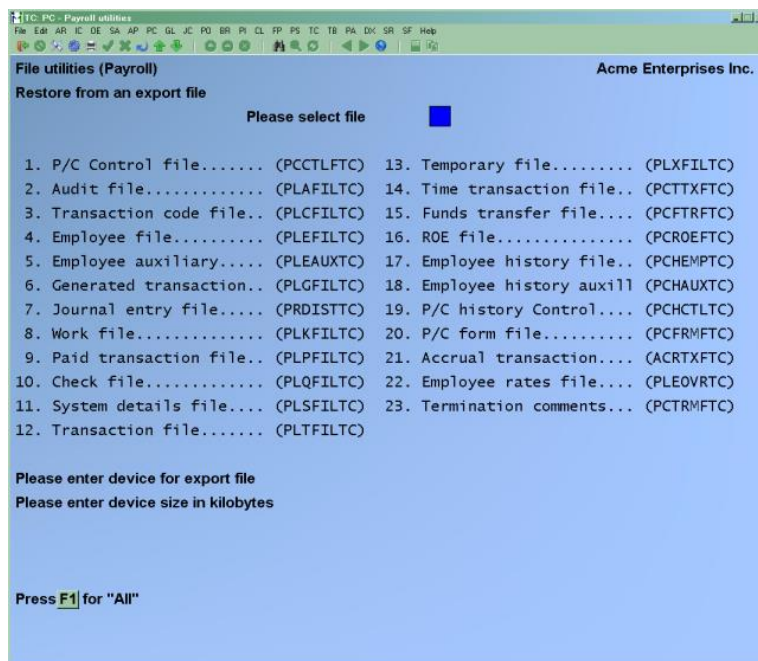 TC: PC - Payroll utilities
File Edit AR IC OE SA AP PC GL JC PO BR PI CL FP PS TC TB PA DX SR SF Help
File utilities (Payroll) Acme Enterprises Inc.
Restore from an export file
Please select file
1. P/C Control file....... (PCCTLFTC) 13. Temporary file......... (PLXFILTC)
2. Audit file............. (PLAFILTC) 14. Time transaction file.. (PCTTXFTC)
3. Transaction code file.. (PLCFILTC) 15. Funds transfer file.... (PCFTRFTC)
4. Employee file.......... (PLEFILTC) 16. ROE file............... (PCROEFTC)
5. Employee auxiliary..... (PLEAUXTC) 17. Employee history file.. (PCHEMPTC)
6. Generated transaction.. (PLGFILTC) 18. Employee history auxill (PCHAUXTC)
7. Journal entry file..... (PRDISTTC) 19. P/C history Control.... (PCHCTLTC)
8. Work file.............. (PLKFILTC) 20. P/C form file.......... (PCFRMFTC)
9. Paid transaction file.. (PLPFILTC) 21. Accrual transaction.... (ACRTXFTC)
10. Check file............. (PLQFILTC) 22. Employee rates file.... (PLEOVRTC)
11. System details file.... (PLSFILTC) 23. Termination comments... (PCTRMFTC)
12. Transaction file....... (PLTFILTC)
Please enter device for export file
Please enter device size in kilobytes
Press F1 for "All"